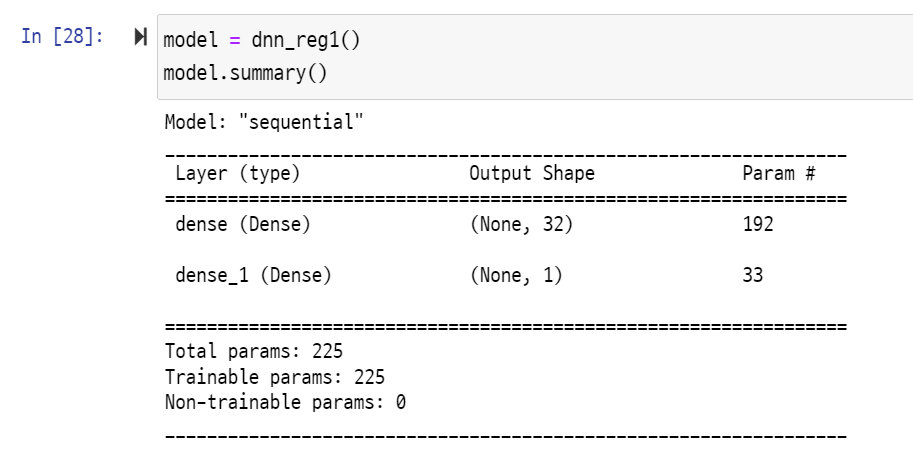 In [28]: model = dnn_reg1()
model.summary()
Model: "sequential"
_________________________________________________________________
Layer (type) Output Shape Param #
=================================================================
dense (Dense) (None, 32) 192
dense_1 (Dense) (None, 1) 33
=================================================================
Total params: 225
Trainable params: 225
Non-trainable params: 0
_________________________________________________________________